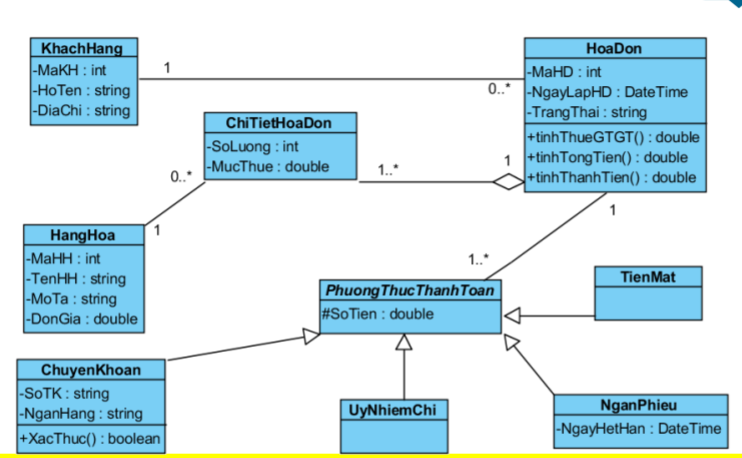 KhachHang
-MaKH : int
-HoTen : string
-DiaChi : string
1
0..*
HoaDon
-MaHD : int
-NgayLapHD : DateTime
-TrangThai : string
+tinhThueGTGT() : double
+tinhTongTien() : double
+tinhThanhTien() : double
ChiTietHoaDon
-SoLuong : int
-MucThue : double
1..*
1
0..*
1
HangHoa
-MaHH : int
-TenHH : string
-MoTa : string
-DonGia : double
1
1..*
PhuongThucThanhToan
#SoTien : double
TienMat
ChuyenKhoan
-SoTK : string
-NganHang : string
+XacThuc() : boolean
UyNhiemChi
NganPhieu
-NgayHetHan : DateTime